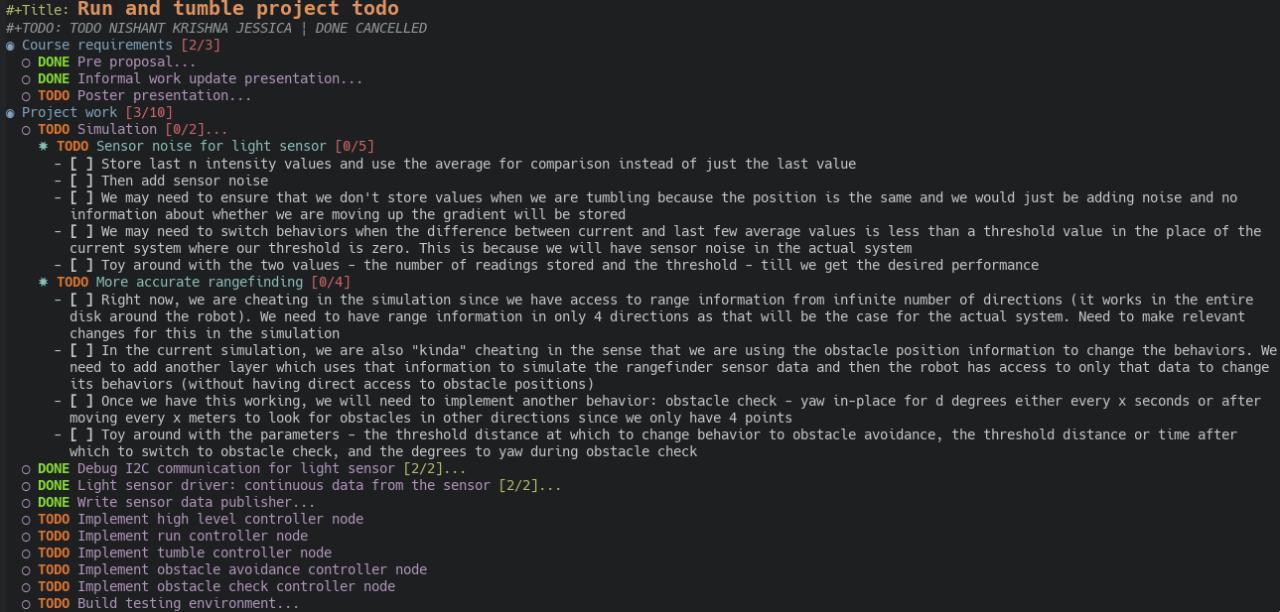 #+Title: Run and tumble project todo
#+TODO: TODO NISHANT KRISHNA JESSICA | DONE CANCELLED
◉ Course requirements [2/3]
○ DONE Pre proposal...
○ DONE Informal work update presentation...
○ TODO Poster presentation...
◉ Project work [3/10]
○ TODO Simulation [0/2]...
✸ TODO Sensor noise for light sensor [0/5]
- [ ] Store last n intensity values and use the average for comparison instead of just the last value
- [ ] Then add sensor noise
- [ ] We may need to ensure that we don't store values when we are tumbling because the position is the same and we would just be adding noise and no
information about whether we are moving up the gradient will be stored
- [ ] We may need to switch behaviors when the difference between current and last few average values is less than a threshold value in the place of the
current system where our threshold is zero. This is because we will have sensor noise in the actual system
- [ ] Toy around with the two values - the number of readings stored and the threshold - till we get the desired performance
✸ TODO More accurate rangefinding [0/4]
- [ ] Right now, we are cheating in the simulation since we have access to range information from infinite number of directions (it works in the entire
disk around the robot). We need to have range information in only 4 directions as that will be the case for the actual system. Need to make relevant
changes for this in the simulation
- [ ] In the current simulation, we are also "kinda" cheating in the sense that we are using the obstacle position information to change the behaviors. We
need to add another layer which uses that information to simulate the rangefinder sensor data and then the robot has access to only that data to change
its behaviors (without having direct access to obstacle positions)
- [ ] Once we have this working, we will need to implement another behavior: obstacle check - yaw in-place for d degrees either every x seconds or after
moving every x meters to look for obstacles in other directions since we only have 4 points
- [ ] Toy around with the parameters - the threshold distance at which to change behavior to obstacle avoidance, the threshold distance or time after
which to switch to obstacle check, and the degrees to yaw during obstacle check
○ DONE Debug I2C communication for light sensor [2/2]...
○ DONE Light sensor driver: continuous data from the sensor [2/2]...
○ DONE Write sensor data publisher...
○ TODO Implement high level controller node
○ TODO Implement run controller node
○ TODO Implement tumble controller node
○ TODO Implement obstacle avoidance controller node
○ TODO Implement obstacle check controller node
○ TODO Build testing environment...